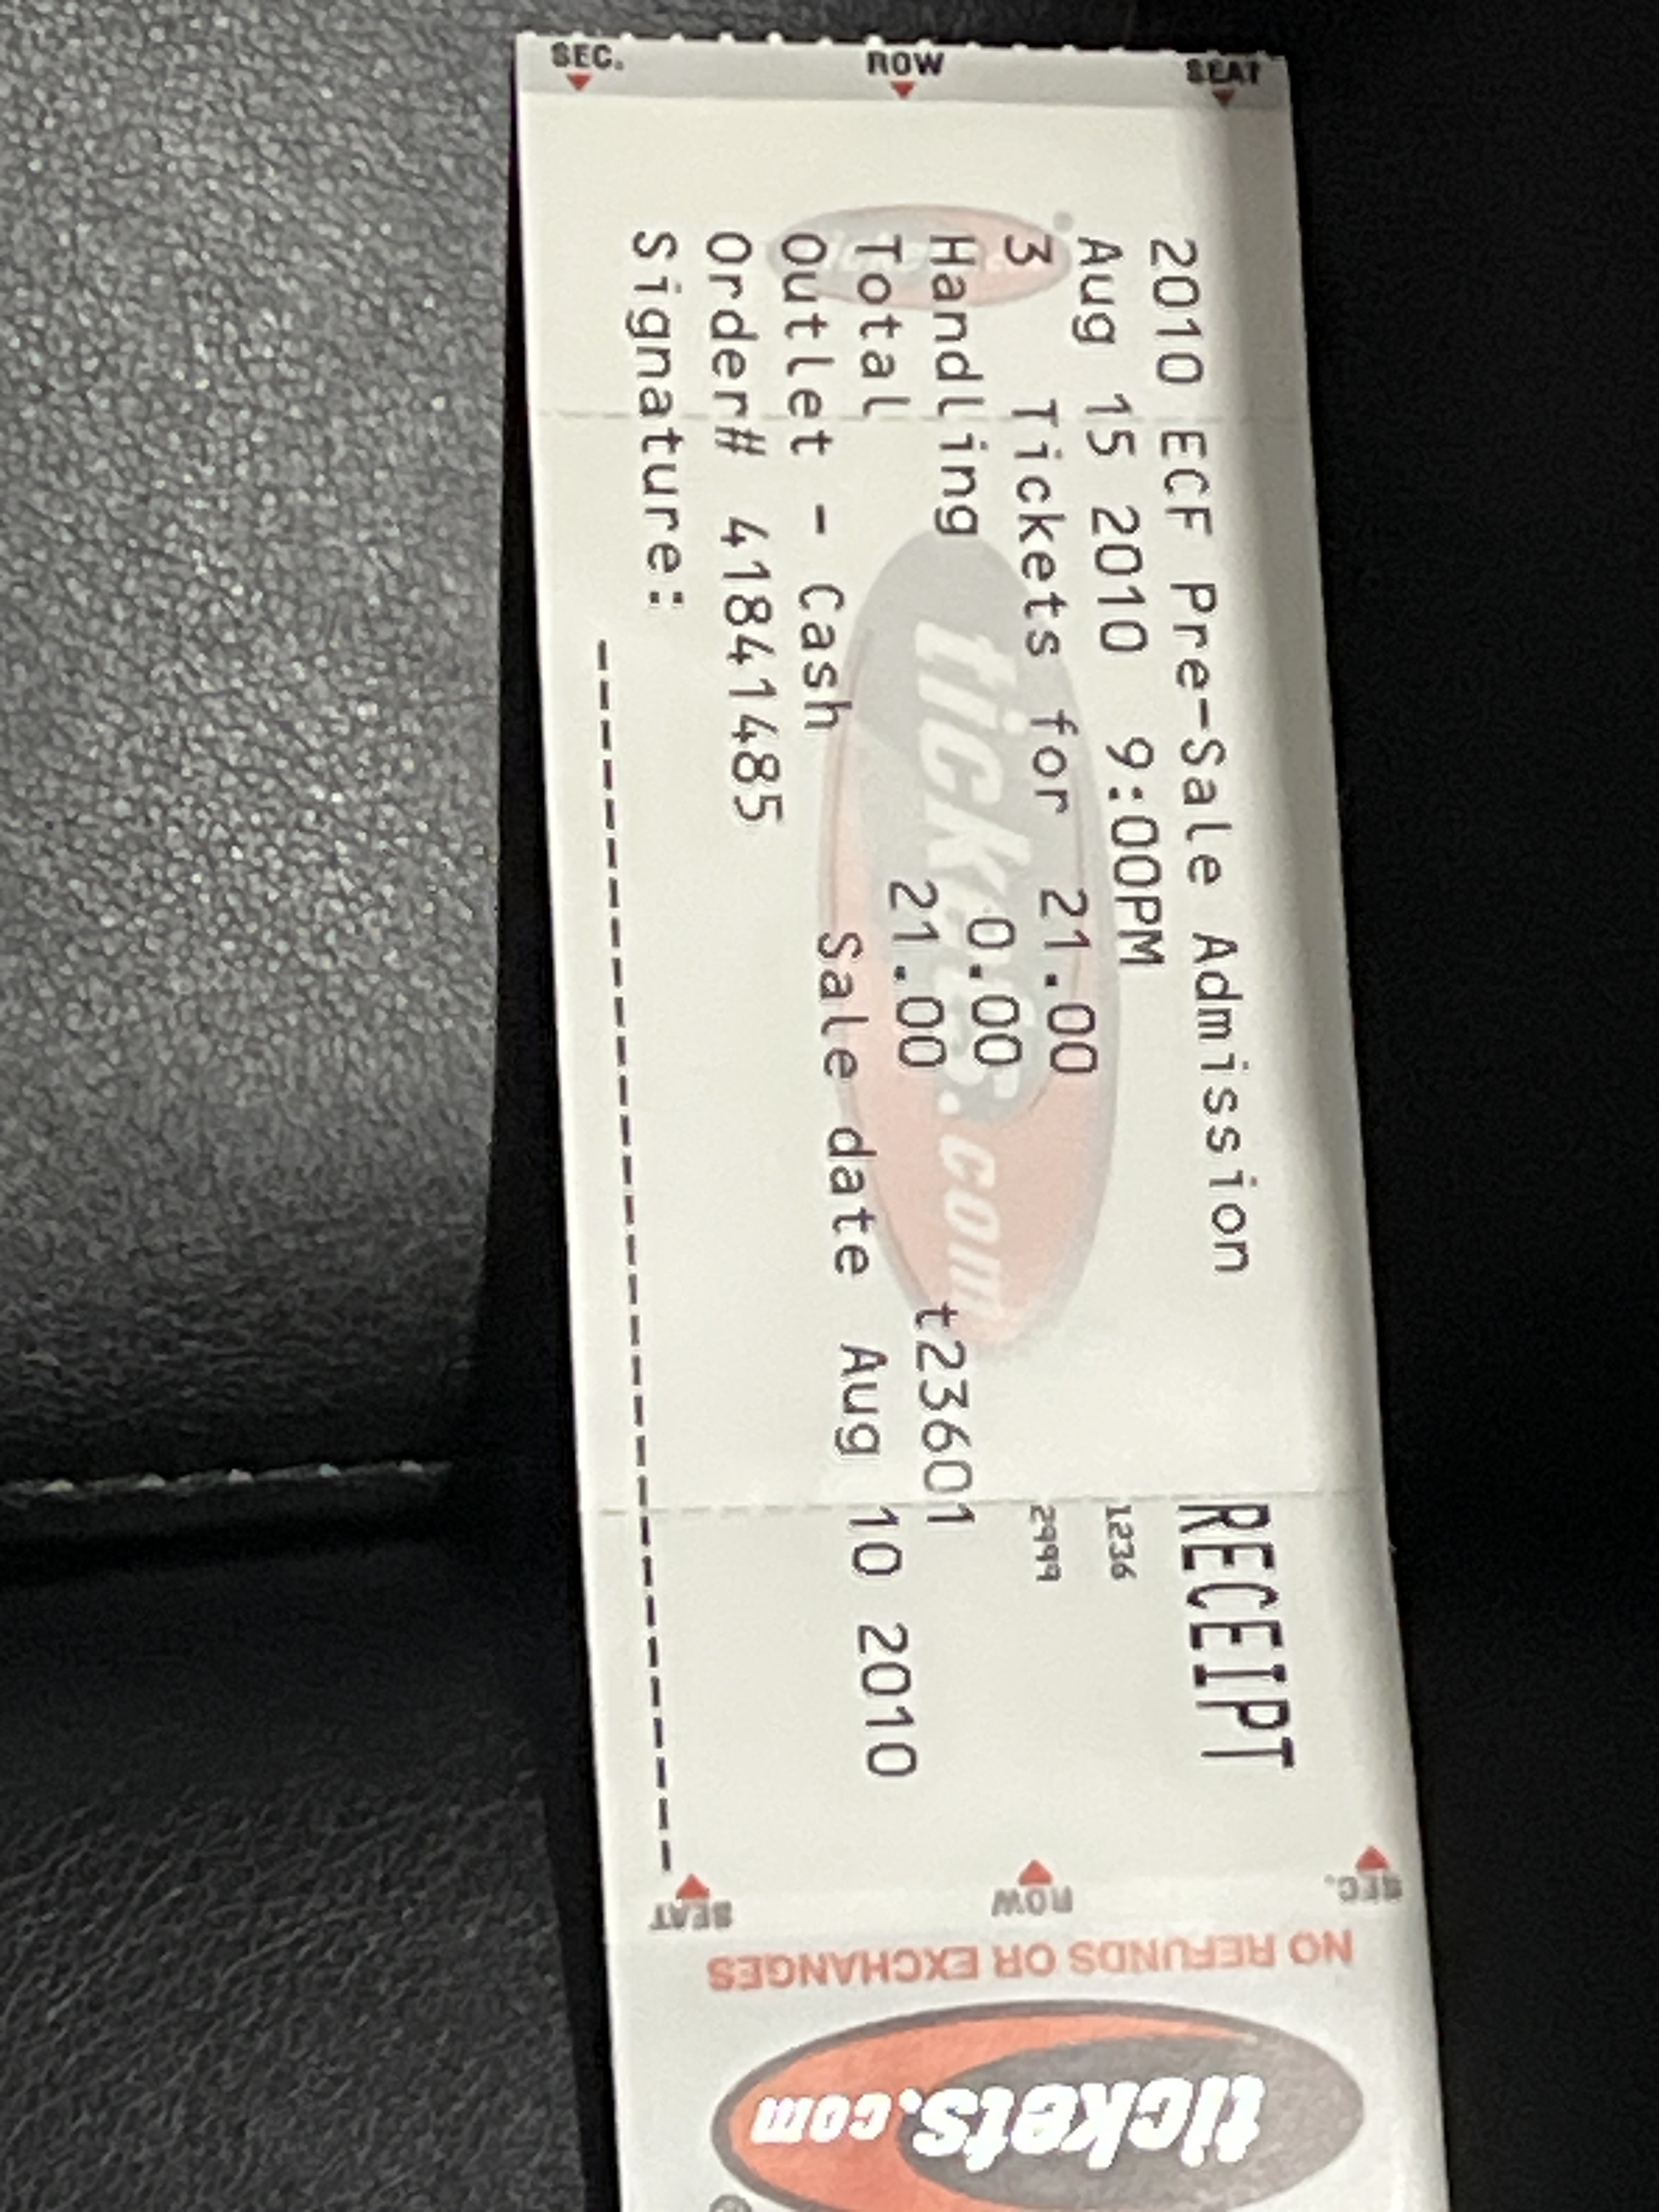 SEC. ROW SEAT
2010 ECF Pre-Sale Admission
RECEIPT
Aug 15 2010 9:00PM
1236
3 Tickets for 21.00
2999
Handling 0.00
Total 21.00
t23601
Outlet - Cash Sale date Aug 10 2010
Order# 41841485
Signature:
tickets.com
SEC. ROW SEAT
NO REFUNDS OR EXCHANGES
tickets.com